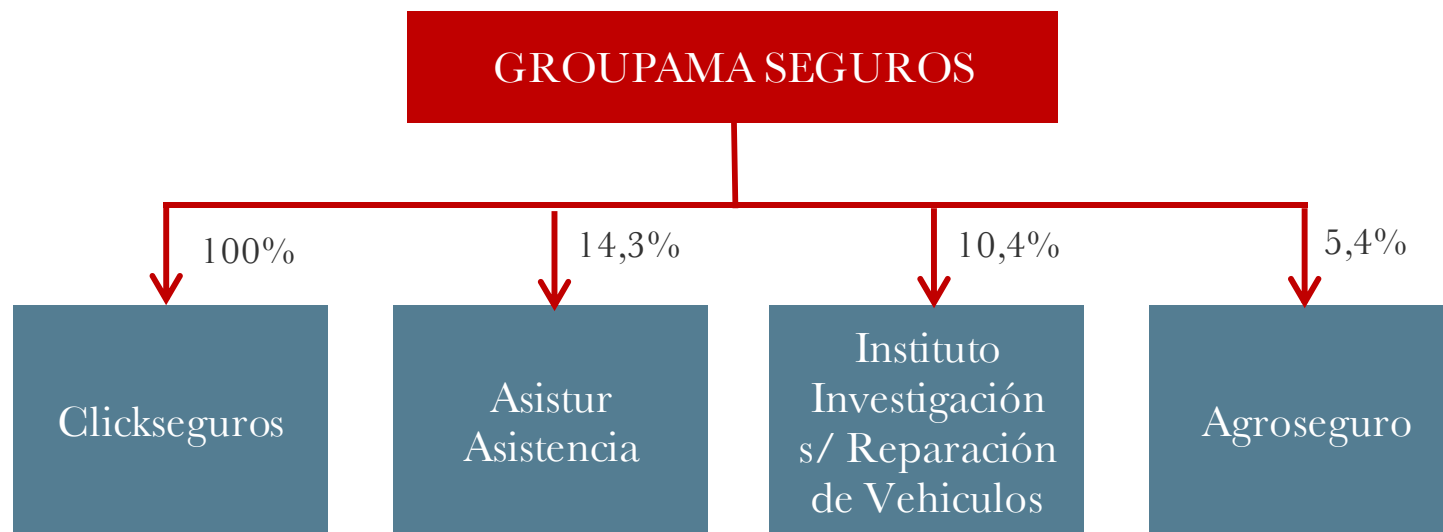 GROUPAMA SEGUROS
100%
14,3%
10,4%
5,4%
Clickseguros
Asistur
Asistencia
Instituto
Investigación
s/ Reparación
de Vehiculos
Agroseguro